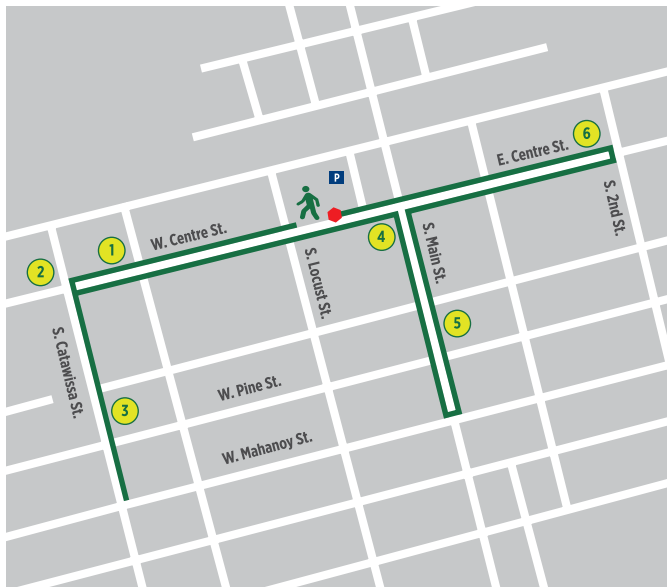 6
E. Centre St.
P
S. 2nd St.
W. Centre St.
1
4
S. Main St.
2
S. Locust St.
5
S. Catawissa St.
3
W. Pine St.
W. Mahanoy St.